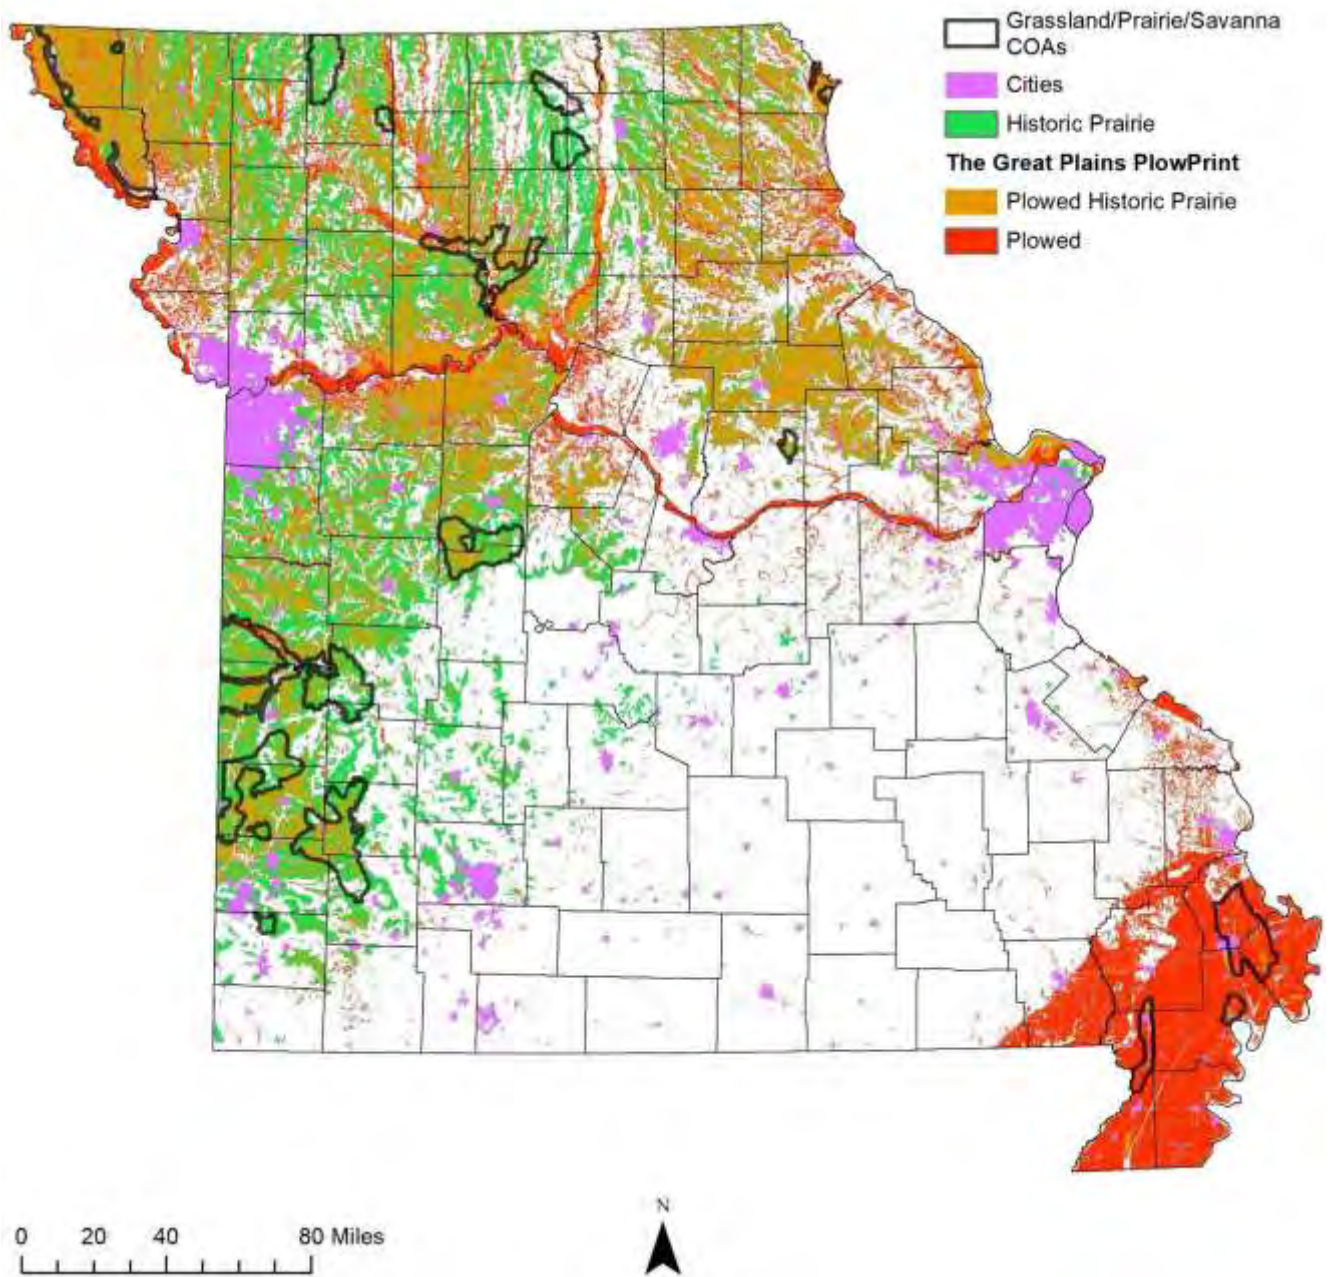 Grassland/Prairie/Savanna
COAs
Cities
Historic Prairie
The Great Plains PlowPrint
Plowed Historic Prairie
Plowed
N
0 20 40 80 Miles